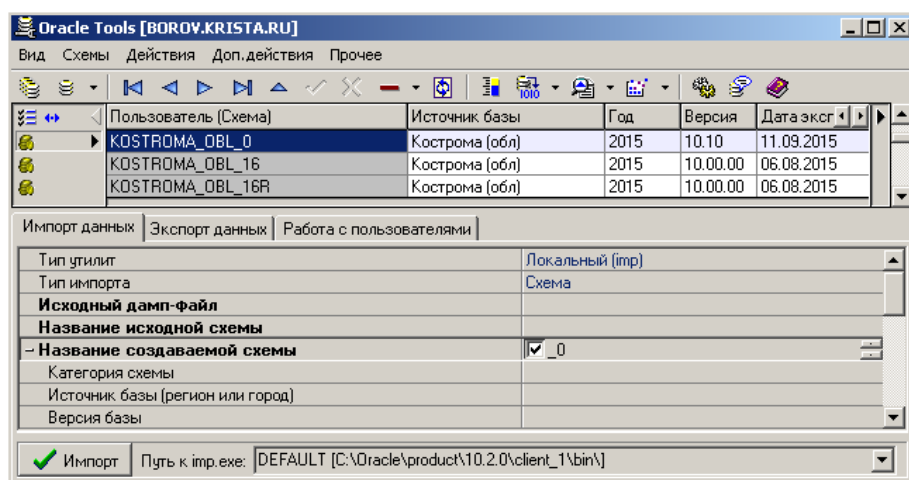 Oracle Tools [BOROV.KRISTA.RU]
Вид Схемы Действия Доп.действия Прочее
Пользователь (Схема) Источник базы Год Версия Дата эксг
KOSTROMA_OBL_0 Кострома (обл) 2015 10.10 11.09.2015
KOSTROMA_OBL_16 Кострома (обл) 2015 10.00.00 06.08.2015
KOSTROMA_OBL_16R Кострома (обл) 2015 10.00.00 06.08.2015
Импорт данных Экспорт данных Работа с пользователями
Тип утилит Локальный (imp)
Тип импорта Схема
Исходный дамп-файл
Название исходной схемы
Название создаваемой схемы _0
Категория схемы
Источник базы (регион или город)
Версия базы
Импорт Путь к imp.exe: DEFAULT [C:\Oracle\product\10.2.0\client_1\bin\]